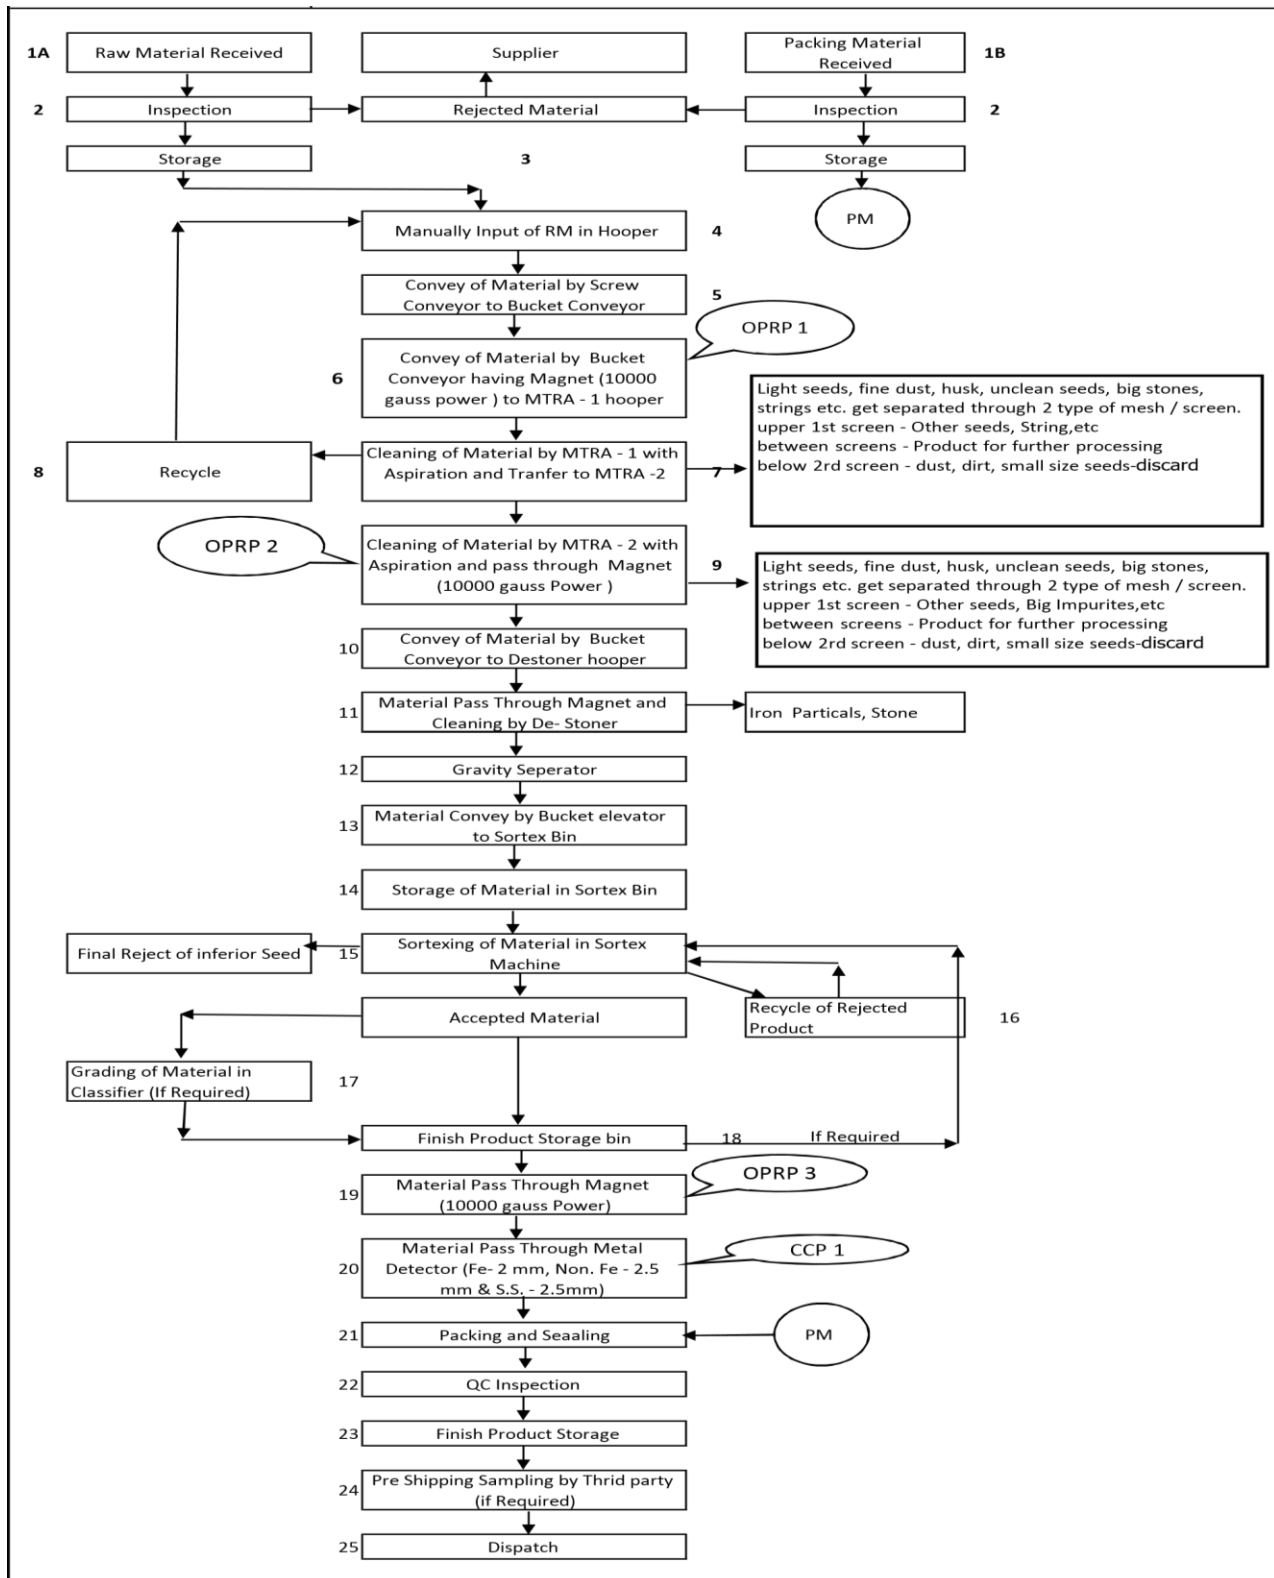 1A
Raw Material Received
Supplier
Packing Material
Received
1B
2
Inspection
Rejected Material
Inspection
2
Storage
3
Storage
PM
Manually Input of RM in Hooper
4
Convey of Material by Screw
Conveyor to Bucket Conveyor
5
OPRP 1
6
Convey of Material by Bucket
Conveyor having Magnet (10000
gauss power ) to MTRA - 1 hooper
Light seeds, fine dust, husk, unclean seeds, big stones,
strings etc. get separated through 2 type of mesh / screen.
upper 1st screen - Other seeds, String,etc
between screens - Product for further processing
below 2rd screen - dust, dirt, small size seeds-discard
8
Recycle
Cleaning of Material by MTRA - 1 with
Aspiration and Tranfer to MTRA -2
7
OPRP 2
Cleaning of Material by MTRA - 2 with
Aspiration and pass through Magnet
(10000 gauss Power )
9
Light seeds, fine dust, husk, unclean seeds, big stones,
strings etc. get separated through 2 type of mesh / screen.
upper 1st screen - Other seeds, Big Impurites,etc
between screens - Product for further processing
below 2rd screen - dust, dirt, small size seeds-discard
10
Convey of Material by Bucket
Conveyor to Destoner hooper
11
Material Pass Through Magnet and
Cleaning by De- Stoner
Iron Particals, Stone
12
Gravity Seperator
13
Material Convey by Bucket elevator
to Sortex Bin
14
Storage of Material in Sortex Bin
Final Reject of inferior Seed
15
Sortexing of Material in Sortex
Machine
Accepted Material
Recycle of Rejected
Product
16
Grading of Material in
Classifier (If Required)
17
Finish Product Storage bin
18
If Required
OPRP 3
19
Material Pass Through Magnet
(10000 gauss Power)
20
Material Pass Through Metal
Detector (Fe- 2 mm, Non. Fe - 2.5
mm & S.S. - 2.5mm)
CCP 1
21
Packing and Seaaling
PM
22
QC Inspection
23
Finish Product Storage
24
Pre Shipping Sampling by Thrid party
(if Required)
25
Dispatch